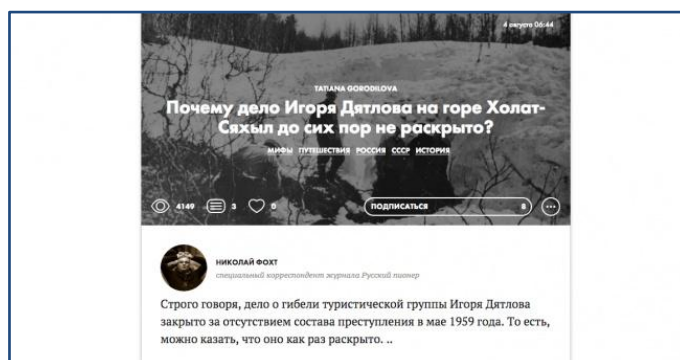 4 августа 06:44
TATIANA GORODILOVA
Почему дело Игоря Дятлова на горе Холат-
Сяхыл до сих пор не раскрыто?
МИФЫ ПУТЕШЕСТВИЯ РОССИЯ СССР ИСТОРИЯ
4149 3 0 ПОДПИСАТЬСЯ 8
НИКОЛАЙ ФОХТ
специальный корреспондент журнала Русский пионер
Строго говоря, дело о гибели туристической группы Игоря Дятлова
закрыто за отсутствием состава преступления в мае 1959 года. То есть,
можно сказать, что оно как раз раскрыто. ..